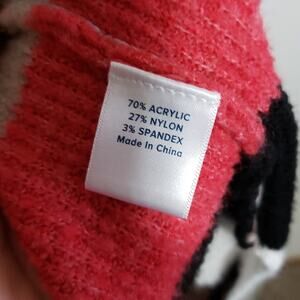 70% ACRYLIC
27% NYLON
3% SPANDEX
Made In China